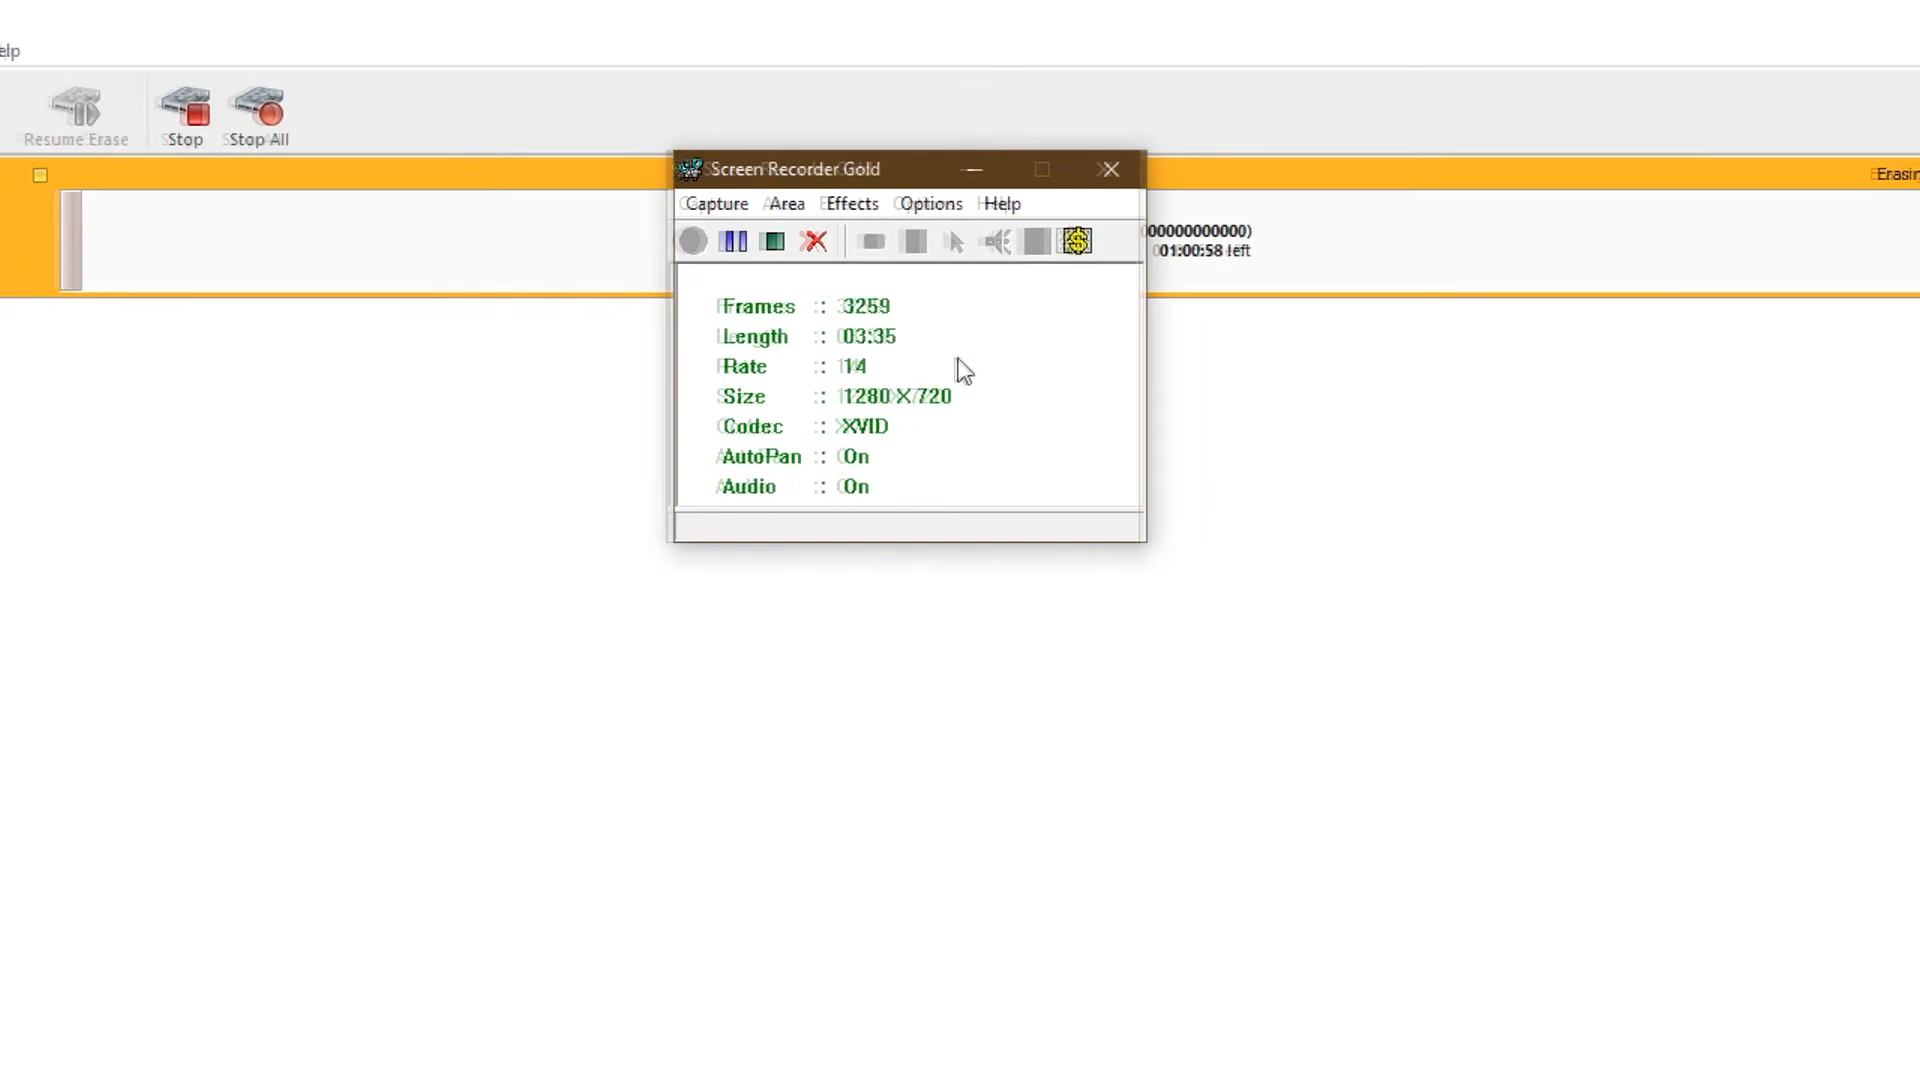 elp
Resume Erase
Stop
Stop All
Screen Recorder Gold
Erasin
Capture Area Effects Options Help
000000000000)
01:00:58 left
Frames : 3259
Length : 03:35
Rate : 14
Size : 1280 X 720
Codec : XVID
AutoPan : On
Audio : On